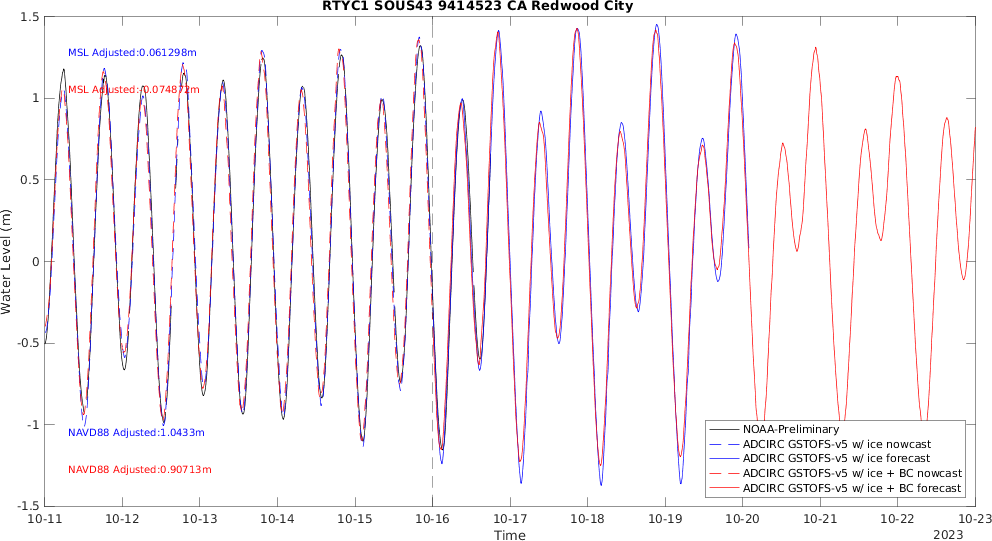 RTYC1 SOUS43 9414523 CA Redwood City
1.5
1
0.5
0
-0.5
-1
-1.5
Water Level (m)
MSL Adjusted:0.061298m
MSL Adjusted:-0.074872m
NAVD88 Adjusted:1.0433m
NAVD88 Adjusted:0.90713m
NOAA-Preliminary
ADCIRC GSTOFS-v5 w/ ice nowcast
ADCIRC GSTOFS-v5 w/ ice forecast
ADCIRC GSTOFS-v5 w/ ice + BC nowcast
ADCIRC GSTOFS-v5 w/ ice + BC forecast
10-11 10-12 10-13 10-14 10-15 10-16 10-17 10-18 10-19 10-20 10-21 10-22 10-23
Time
2023